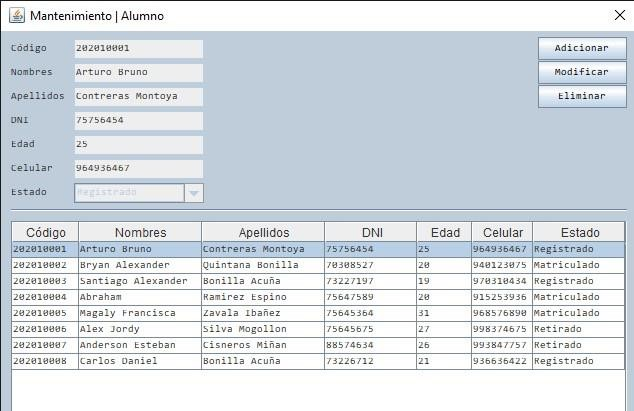 Mantenimiento | Alumno
Código 202010001 Adicionar
Nombres Arturo Bruno Modificar
Apellidos Contreras Montoya Eliminar
DNI 75756454
Edad 25
Celular 964936467
Estado Registrado
Código Nombres Apellidos DNI Edad Celular Estado
202010001 Arturo Bruno Contreras Montoya 75756454 25 964936467 Registrado
202010002 Bryan Alexander Quintana Bonilla 70308527 20 940123075 Matriculado
202010003 Santiago Alexander Bonilla Acuña 73227197 19 970310434 Registrado
202010004 Abraham Ramirez Espino 75647589 20 915253936 Matriculado
202010005 Magaly Francisca Zavala Ibañez 75645364 31 968576890 Matriculado
202010006 Alex Jordy Silva Mogollon 75645675 27 998374675 Retirado
202010007 Anderson Esteban Cisneros Miñan 88574634 26 993847757 Retirado
202010008 Carlos Daniel Bonilla Acuña 73226712 21 936636422 Registrado